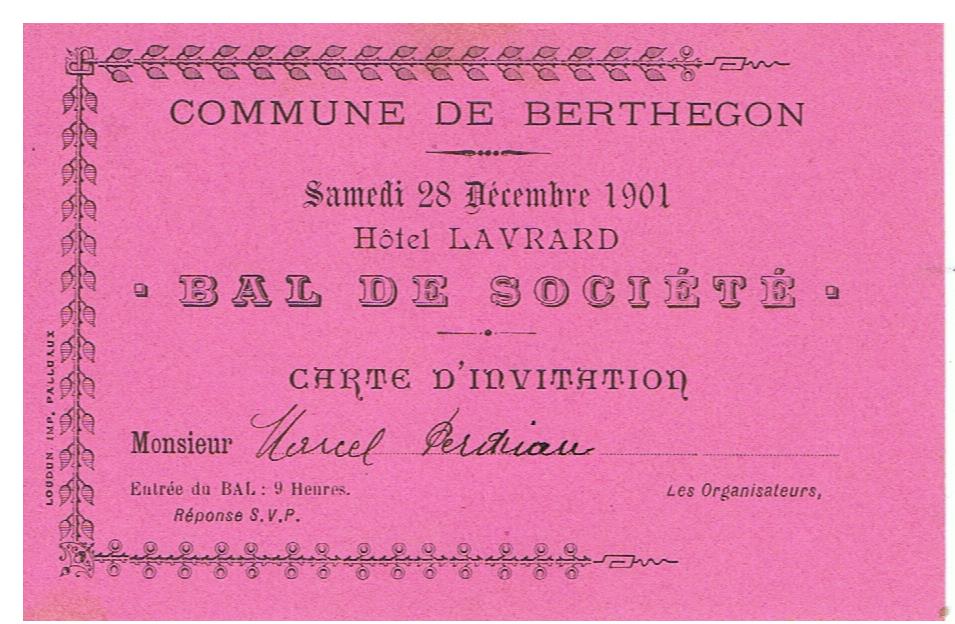 COMMUNE DE BERTHEGON
Samedi 28 Décembre 1901
Hôtel LAVRARD
BAL DE SOCIÉTÉ
CARTE D'INVITATION
Monsieur Marcel Perdriau
Entrée du BAL : 9 Heures.
Les Organisateurs,
Réponse S.V.P.
LOUDUN. IMP. PALLUAUX